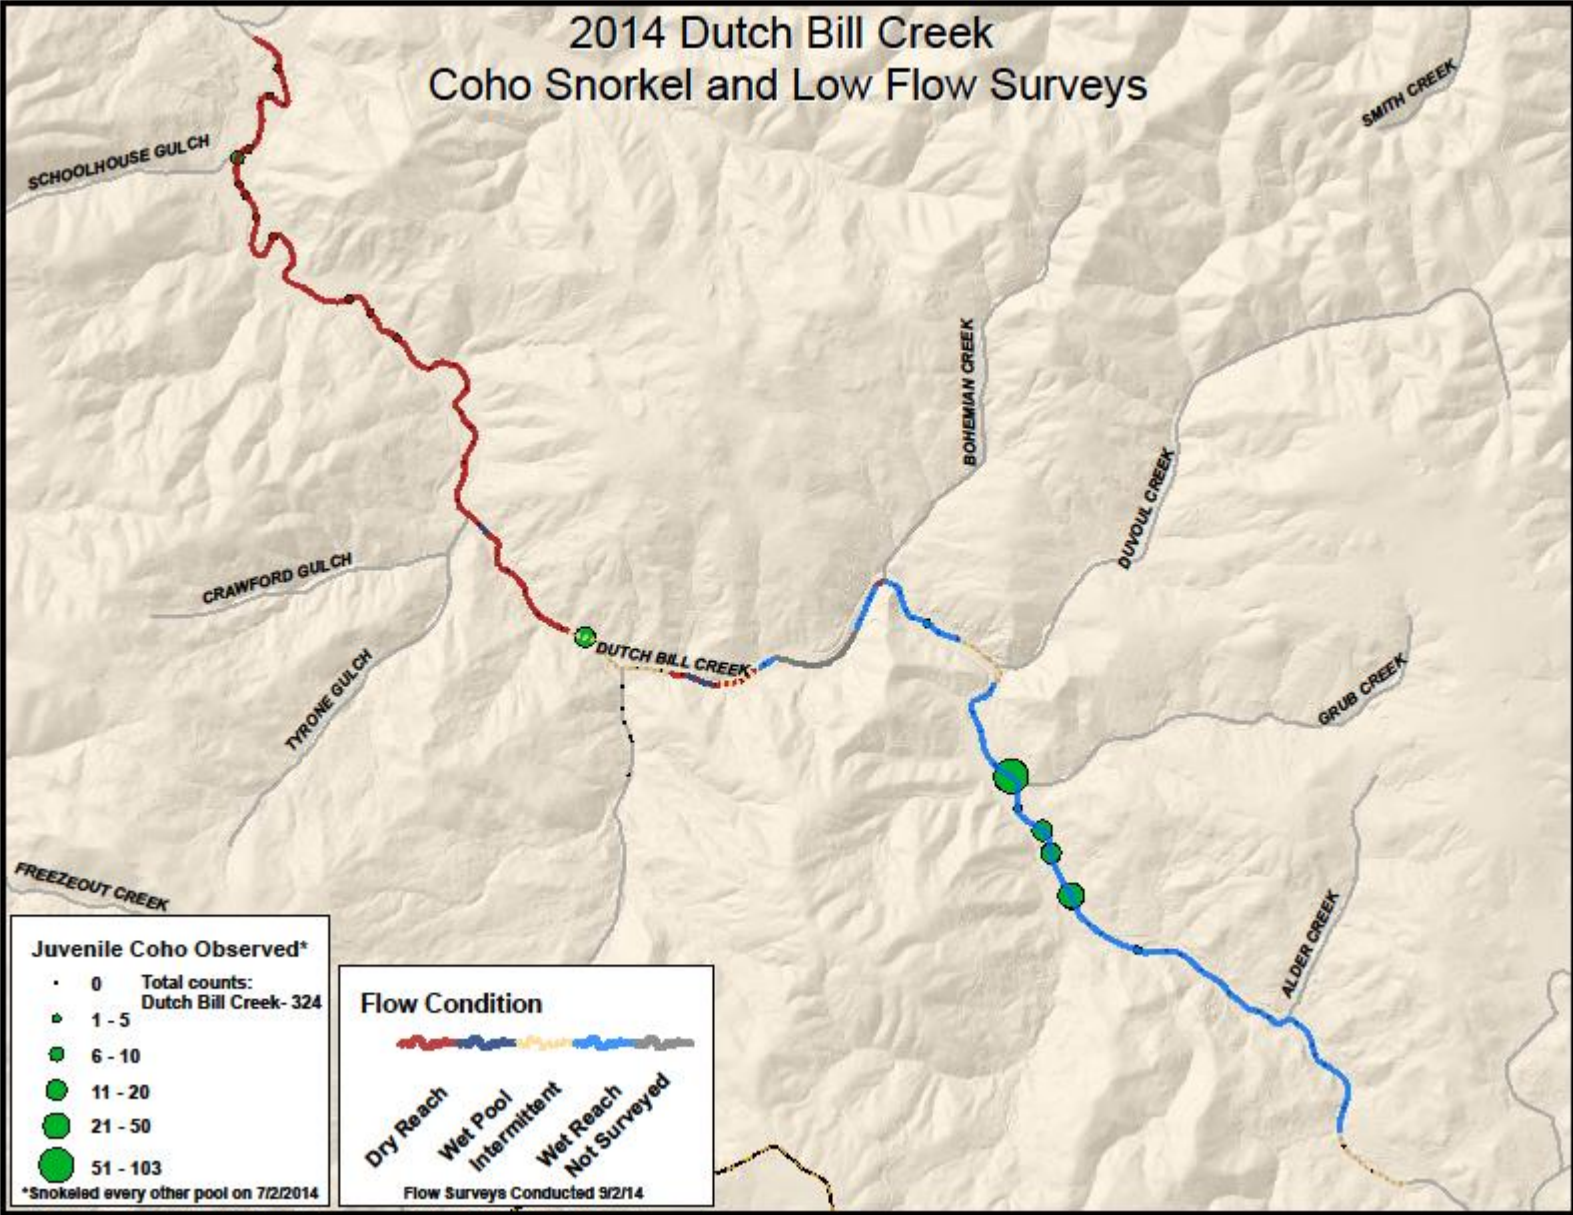 2014 Dutch Bill Creek
Coho Snorkel and Low Flow Surveys
SMITH CREEK
SCHOOLHOUSE GULCH
BOHEMIAN CREEK
DUVOUL CREEK
CRAWFORD GULCH
DUTCH BILL CREEK
TYRONE GULCH
GRUB CREEK
FREEZEOUT CREEK
ALDER CREEK
Juvenile Coho Observed*
0 Total counts:
Dutch Bill Creek- 324
1 - 5
6 - 10
11 - 20
21 - 50
51 - 103
*Snokeled every other pool on 7/2/2014
Flow Condition
Dry Reach
Wet Pool
Intermittent
Wet Reach
Not Surveyed
Flow Surveys Conducted 9/2/14